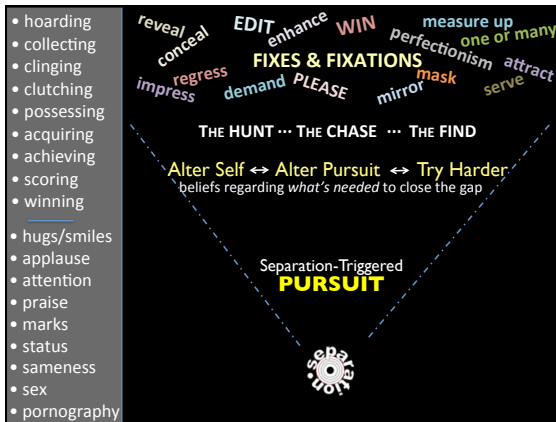 • hoarding
• collecting
• clinging
• clutching
• possessing
• acquiring
• achieving
• scoring
• winning
• hugs/smiles
• applause
• attention
• praise
• marks
• status
• sameness
• sex
• pornography
reveal
conceal
EDIT
enhance
WIN
measure up
perfectionism
one or many
FIXES & FIXATIONS
impress
regress
demand
PLEASE
mirror
mask
serve
attract
THE HUNT ... THE CHASE ... THE FIND
Alter Self ↔ Alter Pursuit ↔ Try Harder
beliefs regarding what's needed to close the gap
Separation-Triggered
PURSUIT
separation